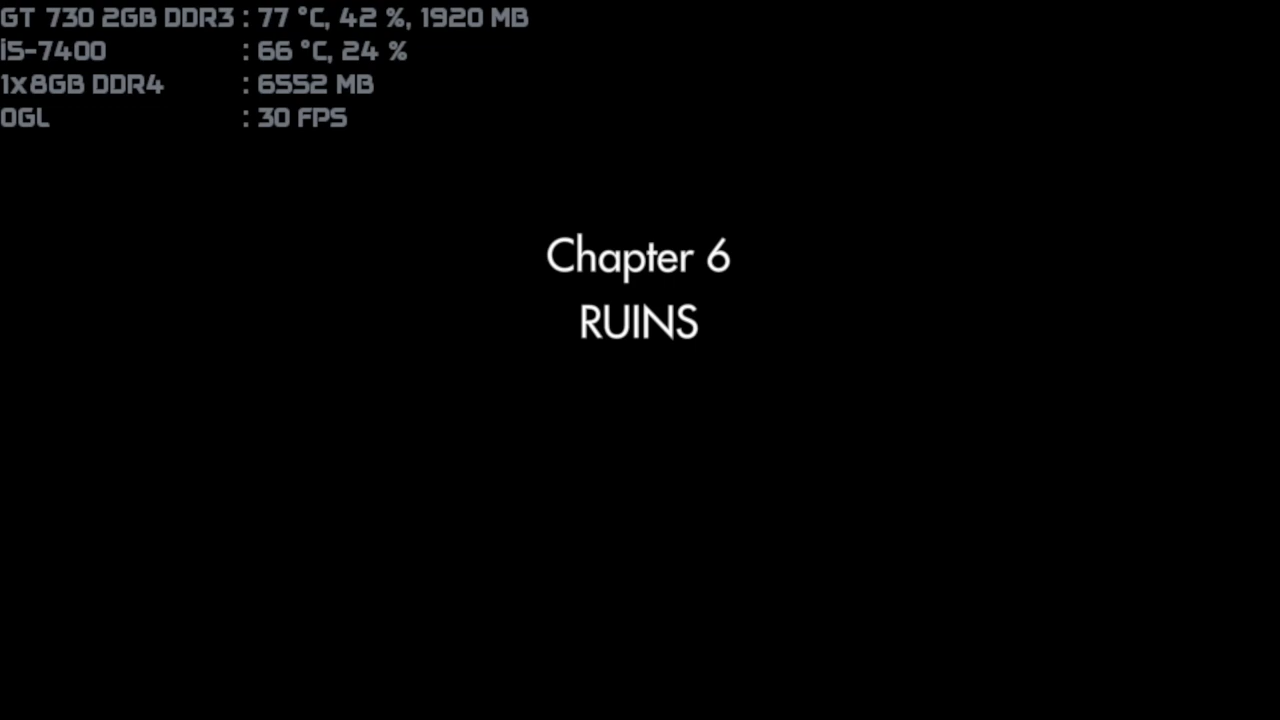 GT 730 2GB DDR3 : 77 °C, 42 %, 1920 MB
i5-7400 : 66 °C, 24 %
1x8GB DDR4 : 6552 MB
OGL : 30 FPS
Chapter 6
RUINS